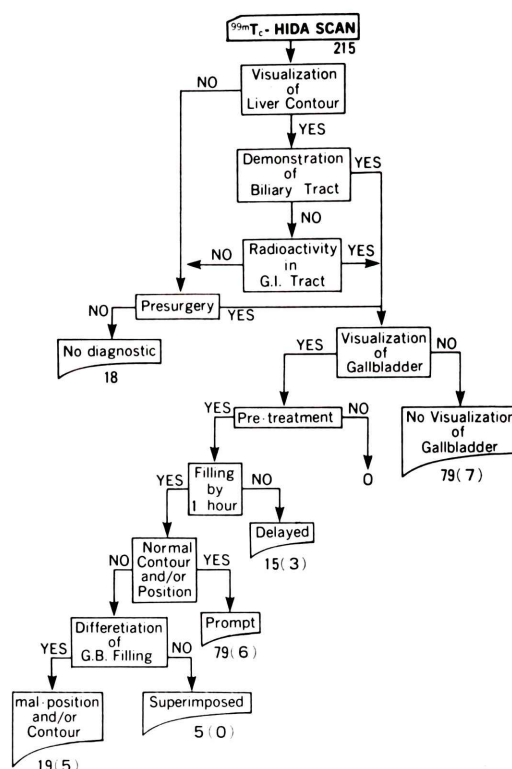 99mTc- HIDA SCAN
215
Visualization
of
Liver Contour
NO
YES
Demonstration
of
Biliary Tract
YES
NO
Radioactivity
in
G.I. Tract
NO
YES
Presurgery
NO
YES
No diagnostic
18
Visualization
of
Gallbladder
YES
NO
Pre-treatment
YES
NO
No Visualization
of
Gallbladder
79(7)
0
Filling
by
1 hour
YES
NO
Delayed
15(3)
Normal
Contour
and/or
Position
NO
YES
Prompt
79(6)
Differetiation
of
G.B. Filling
YES
NO
mal-position
and/or
Contour
19(5)
Superimposed
5(0)